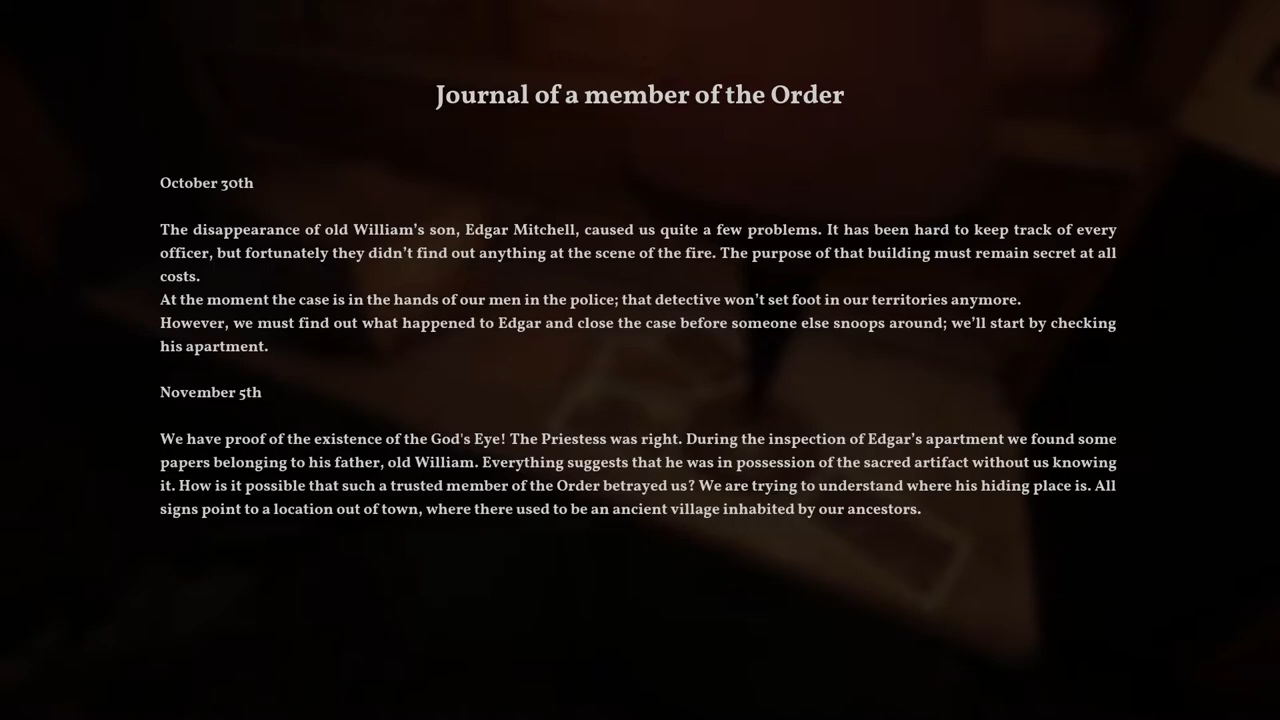 Journal of a member of the Order
October 30th
The disappearance of old William’s son, Edgar Mitchell, caused us quite a few problems. It has been hard to keep track of every
officer, but fortunately they didn’t find out anything at the scene of the fire. The purpose of that building must remain secret at all
costs.
At the moment the case is in the hands of our men in the police; that detective won’t set foot in our territories anymore.
However, we must find out what happened to Edgar and close the case before someone else snoops around; we’ll start by checking
his apartment.
November 5th
We have proof of the existence of the God's Eye! The Priestess was right. During the inspection of Edgar’s apartment we found some
papers belonging to his father, old William. Everything suggests that he was in possession of the sacred artifact without us knowing
it. How is it possible that such a trusted member of the Order betrayed us? We are trying to understand where his hiding place is. All
signs point to a location out of town, where there used to be an ancient village inhabited by our ancestors.